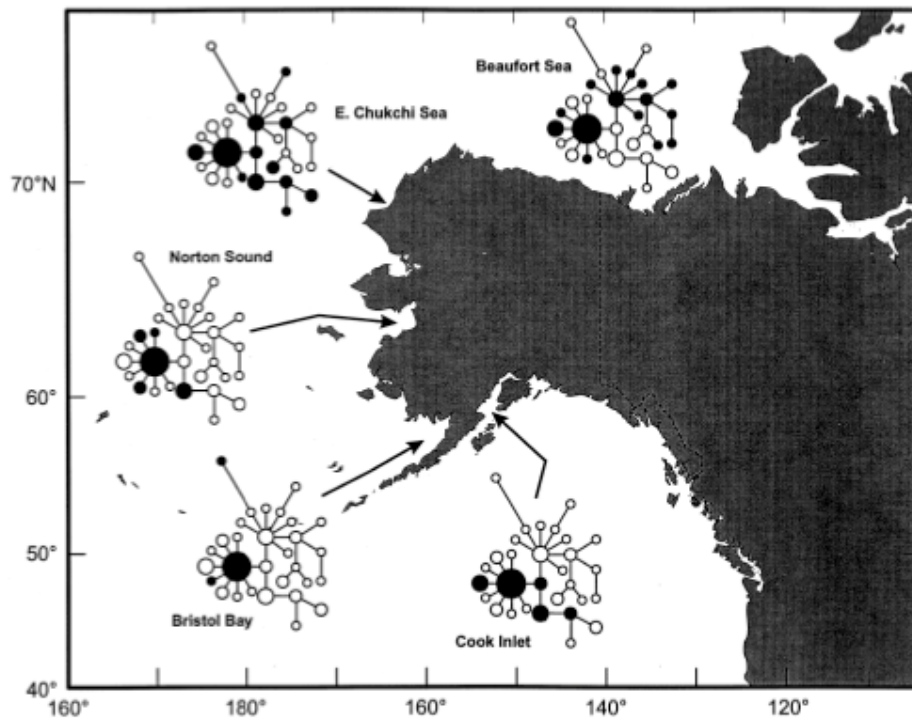 Beaufort Sea
E. Chukchi Sea
70°N
Norton Sound
60°
50°
Bristol Bay
Cook Inlet
40°
160° 180° 160° 140° 120°